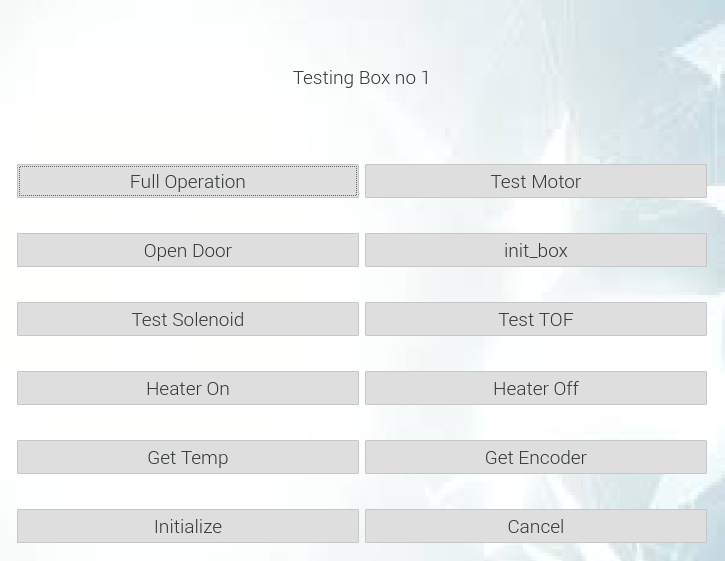 Testing Box no 1
Full Operation
Test Motor
Open Door
init_box
Test Solenoid
Test TOF
Heater On
Heater Off
Get Temp
Get Encoder
Initialize
Cancel